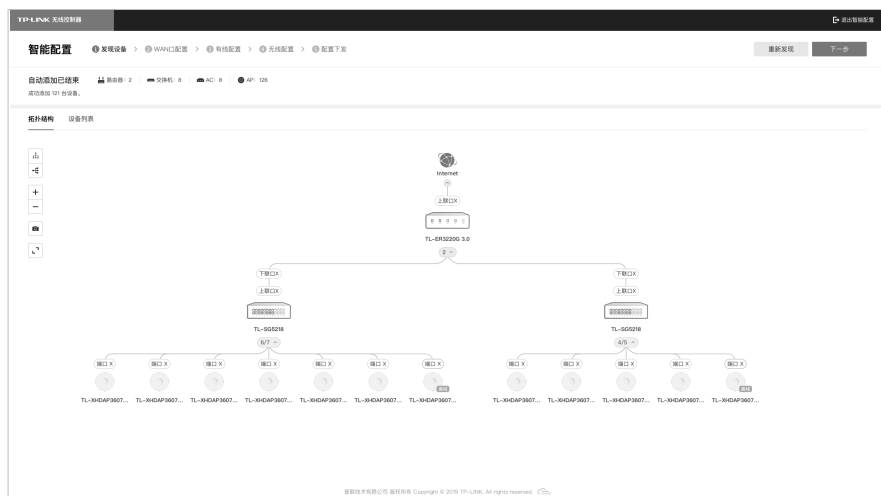 TP-LINK 无线控制器
退出智能配置
智能配置
1 发现设备 > 2 WAN口配置 > 3 有线配置 > 4 无线配置 > 5 配置下发
重新发现
下一步
自动添加已结束
路由器：2
交换机：8
AC：8
AP：126
成功添加 121 台设备。
拓扑结构
设备列表
Internet
上联口X
TL-ER3220G 3.0
2
下联口X 下联口X
上联口X 上联口X
TL-SG5218 TL-SG5218
6/7 4/5
端口 X 端口 X 端口 X 端口 X 端口 X 端口 X 端口 X 端口 X 端口 X 端口 X 端口 X 端口 X
离线 离线
TL-XHDAP3607... TL-XHDAP3607... TL-XHDAP3607... TL-XHDAP3607... TL-XHDAP3607... TL-XHDAP3607... TL-XHDAP3607... TL-XHDAP3607... TL-XHDAP3607... TL-XHDAP3607... TL-XHDAP3607... TL-XHDAP3607...
普联技术有限公司 版权所有 Copyright © 2019 TP-LINK. All rights reserved.